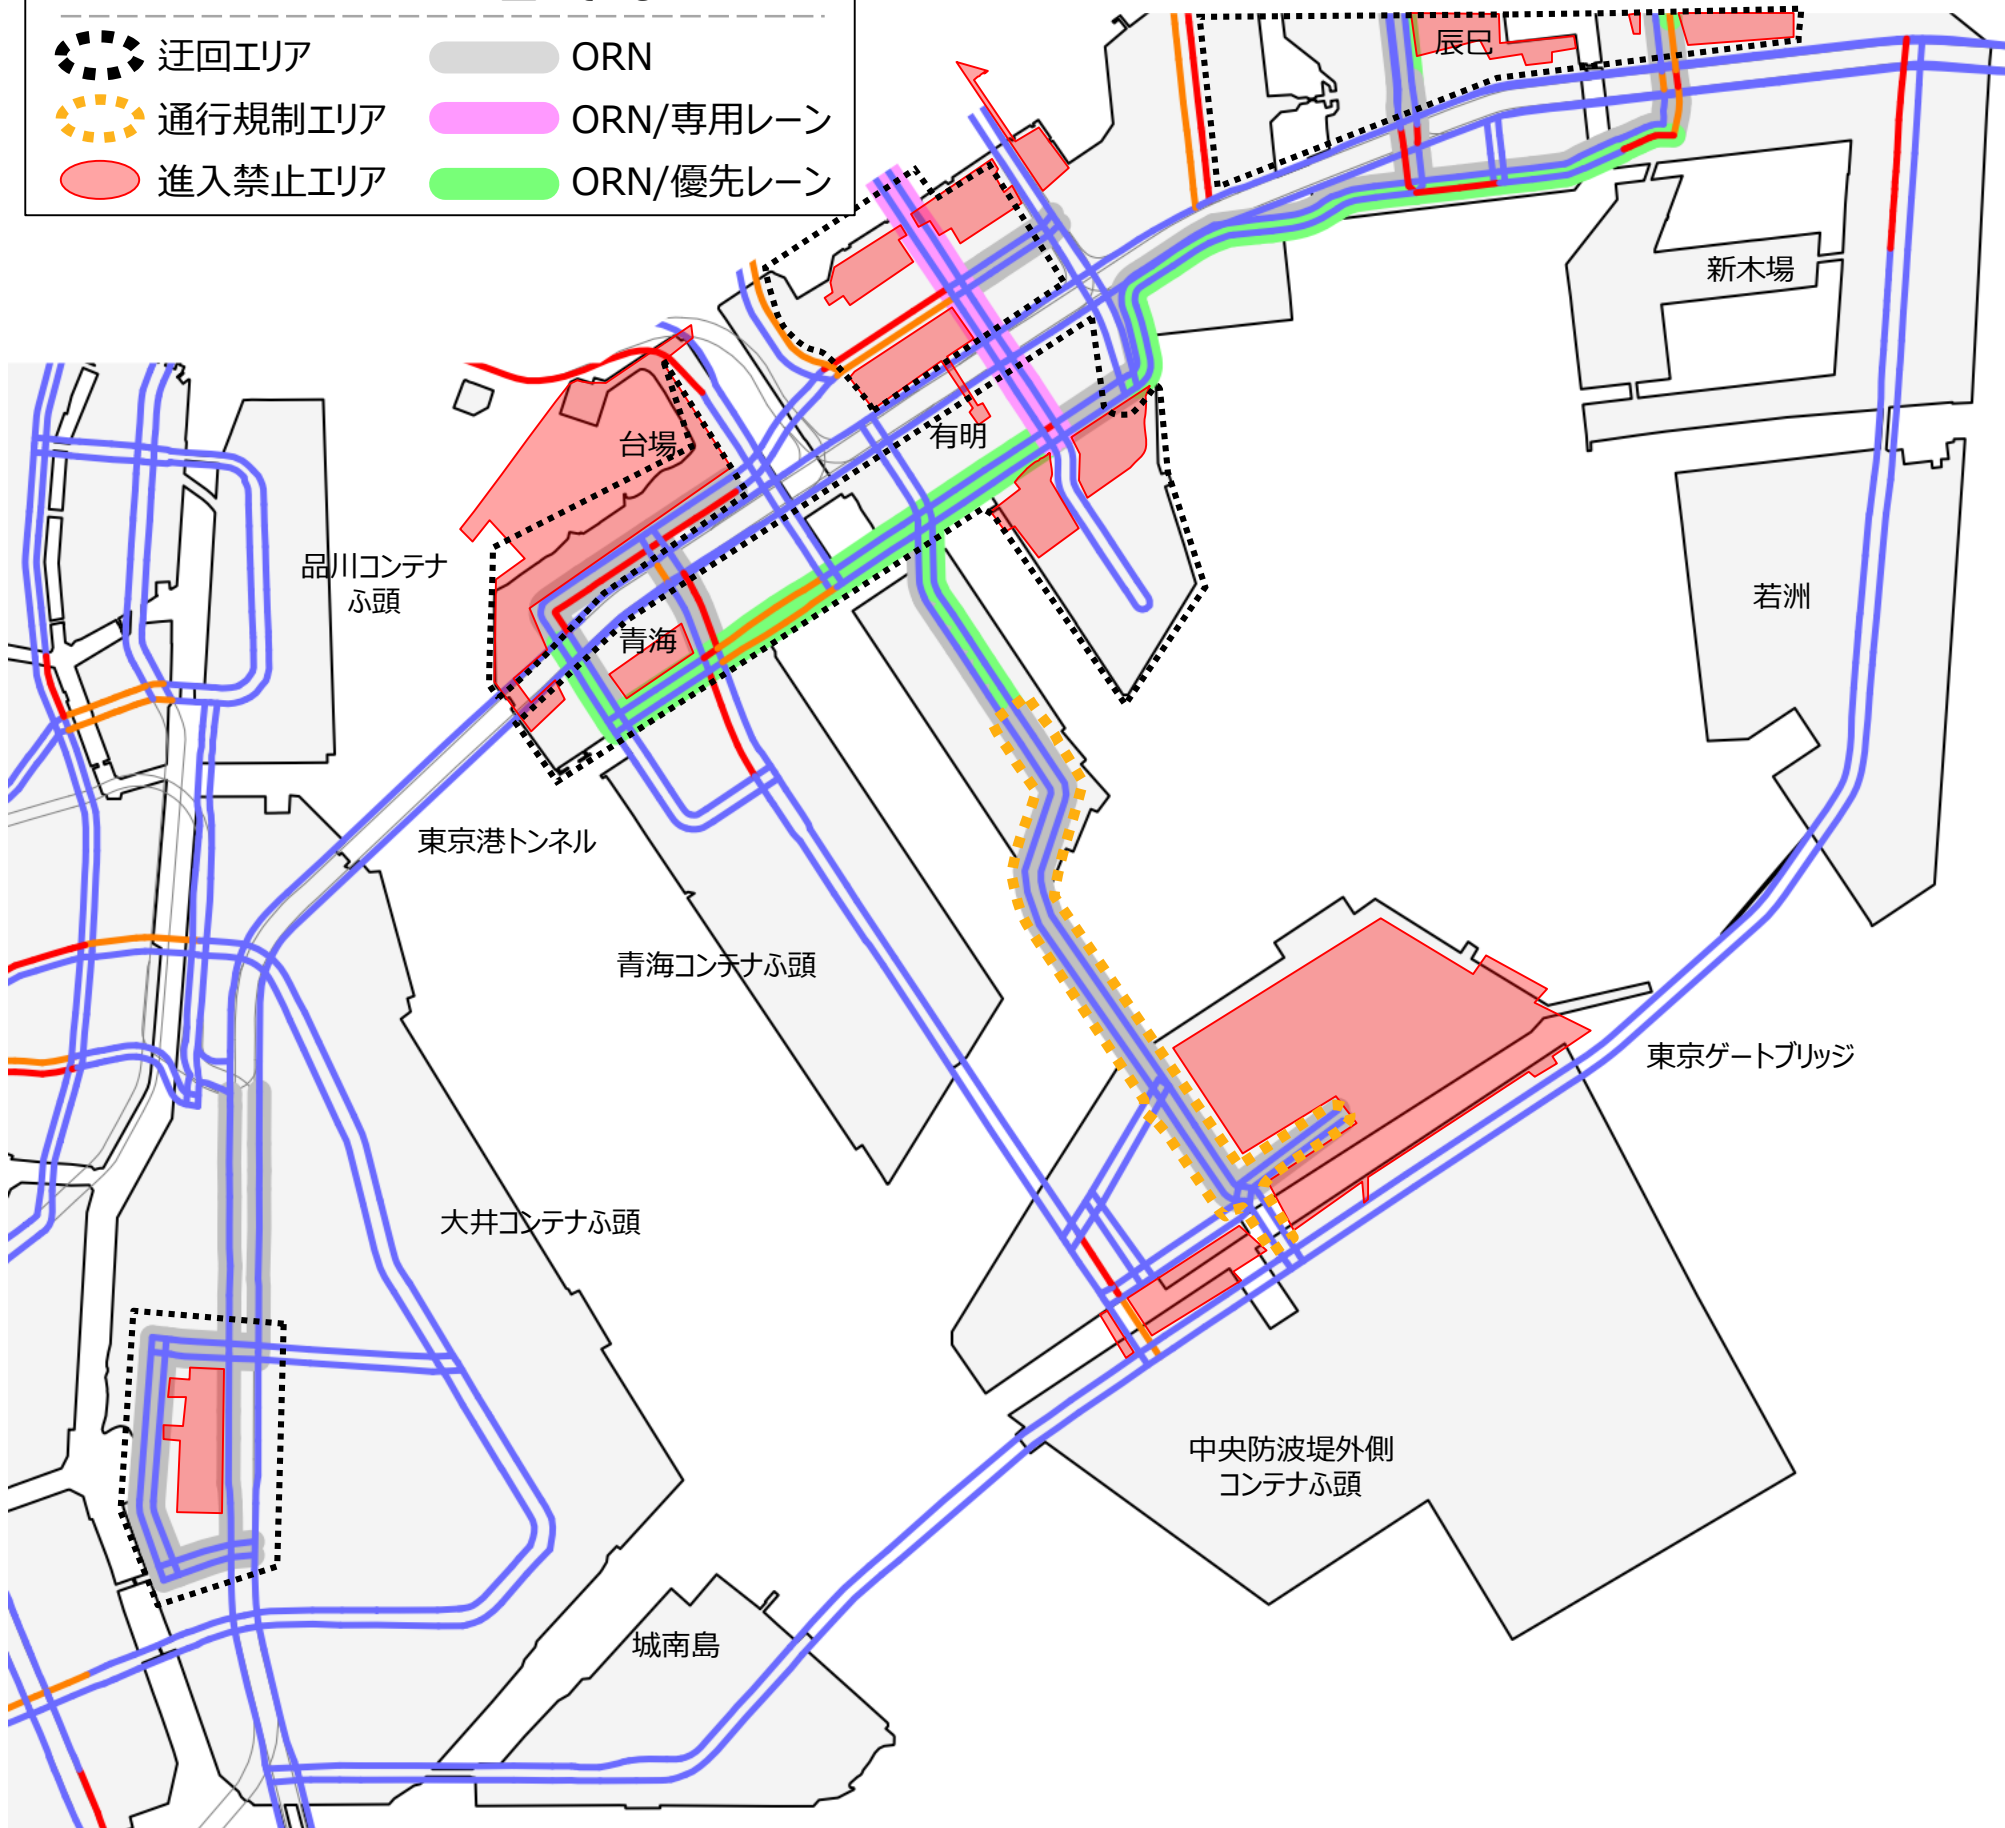 迂回エリア
ORN
通行規制エリア
ORN/専用レーン
進入禁止エリア
ORN/優先レーン
辰巳
新木場
台場
有明
品川コンテナ
ふ頭
青海
若洲
東京港トンネル
青海コンテナふ頭
東京ゲートブリッジ
大井コンテナふ頭
中央防波堤外側
コンテナふ頭
城南島